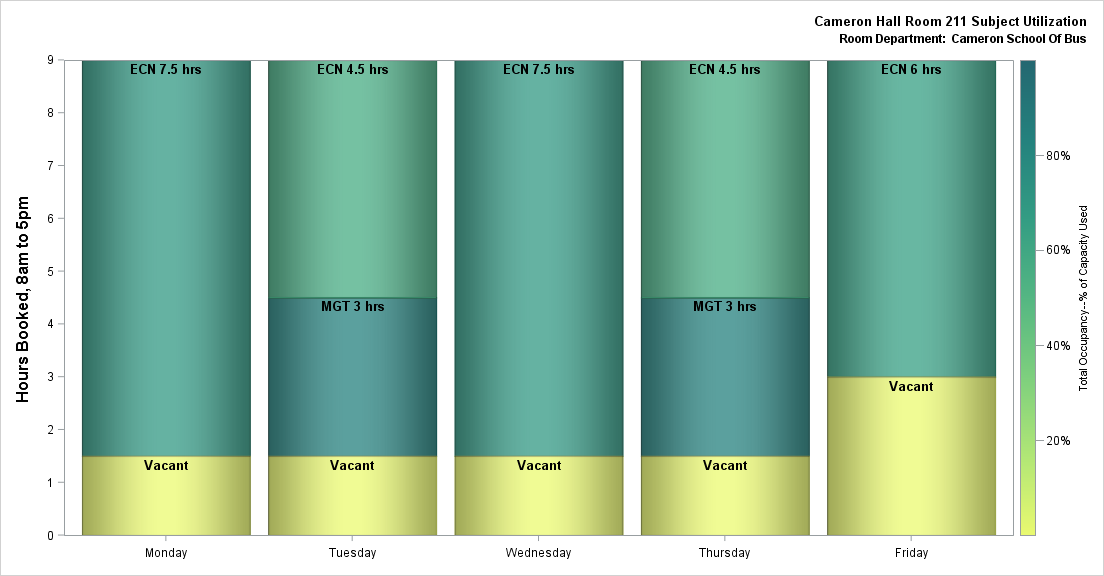 Cameron Hall Room 211 Subject Utilization
Room Department: Cameron School Of Bus
Hours Booked, 8am to 5pm
9
8
7
6
5
4
3
2
1
0
ECN 7.5 hrs
Vacant
Monday
ECN 4.5 hrs
MGT 3 hrs
Vacant
Tuesday
ECN 7.5 hrs
Vacant
Wednesday
ECN 4.5 hrs
MGT 3 hrs
Vacant
Thursday
ECN 6 hrs
Vacant
Friday
80%
60%
40%
20%
Total Occupancy--% of Capacity Used